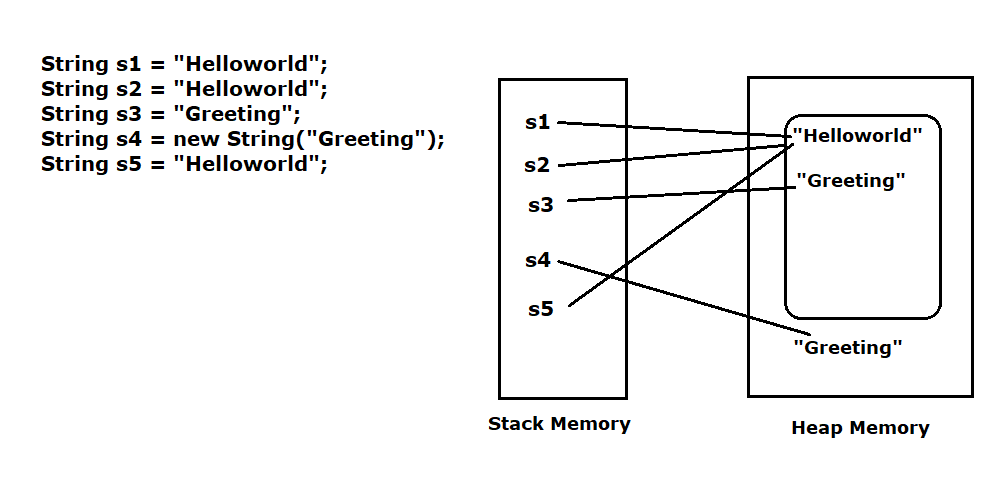 String s1 = "Helloworld";
String s2 = "Helloworld";
String s3 = "Greeting";
String s4 = new String("Greeting");
String s5 = "Helloworld";
s1
s2
s3
s4
s5
Stack Memory
"Helloworld"
"Greeting"
"Greeting"
Heap Memory